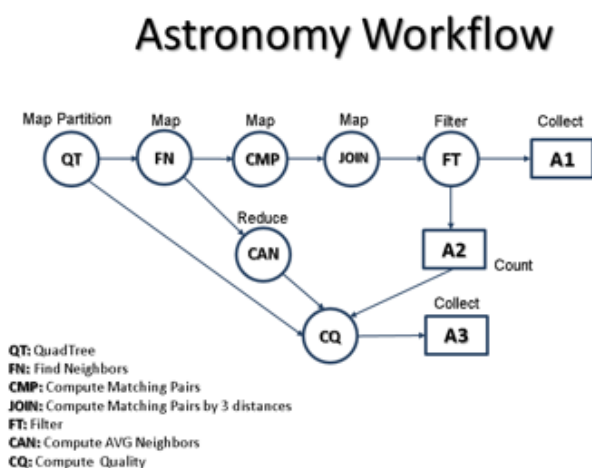 Astronomy Workflow
Map Partition
Map
Map
Map
Filter
Collect
QT
FN
CMP
JOIN
FT
A1
Reduce
CAN
A2
Count
Collect
CQ
A3
QT: QuadTree
FN: Find Neighbors
CMP: Compute Matching Pairs
JOIN: Compute Matching Pairs by 3 distances
FT: Filter
CAN: Compute AVG Neighbors
CQ: Compute Quality